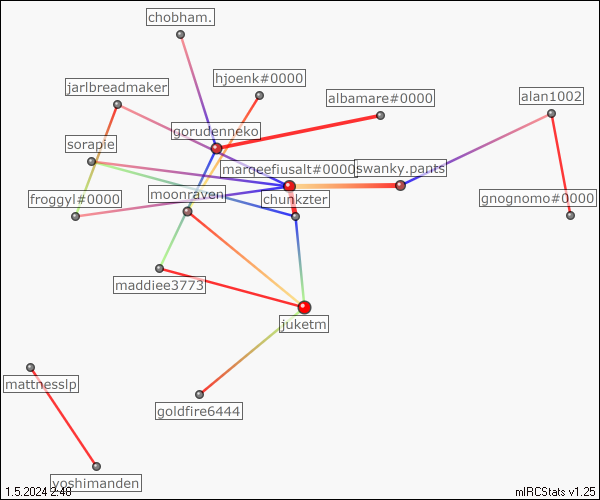 chobham.
hjoenk#0000
jarlbreadmaker
albamare#0000
alan1002
gorudenneko
sorapie
marqeefiusalt#0000
swanky.pants
froggyl#0000
moonraven
chunkzter
gnognomo#0000
maddiee3773
juketm
mattnesslp
goldfire6444
yoshimanden
1.5.2024 2:48
mIRCStats v1.25